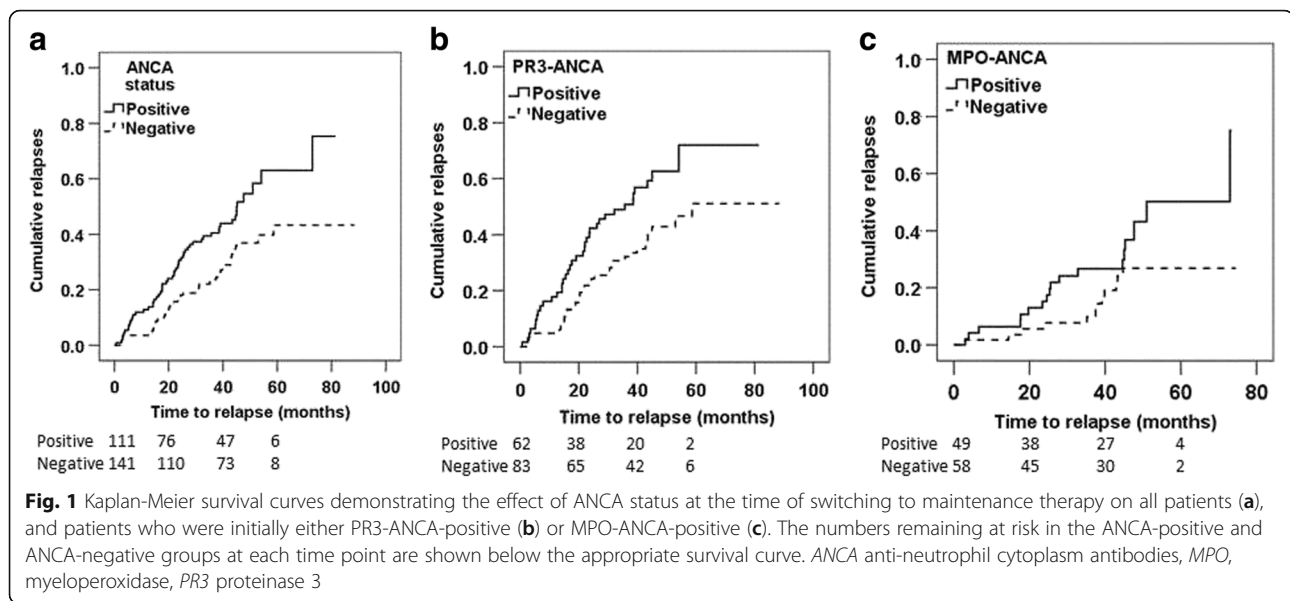 a
ANCA
status
Positive
Negative
1.0
0.8
0.6
0.4
0.2
0.0
Cumulative relapses
0 20 40 60 80 100
Time to relapse (months)
Positive 111 76 47 6
Negative 141 110 73 8
b
PR3-ANCA
Positive
Negative
1.0
0.8
0.6
0.4
0.2
0.0
Cumulative relapses
0 20 40 60 80 100
Time to relapse (months)
Positive 62 38 20 2
Negative 83 65 42 6
c
MPO-ANCA
Positive
Negative
1.0
0.8
0.6
0.4
0.2
0.0
Cumulative relapses
0 20 40 60 80
Time to relapse (months)
Positive 49 38 27 4
Negative 58 45 30 2
Fig. 1 Kaplan-Meier survival curves demonstrating the effect of ANCA status at the time of switching to maintenance therapy on all patients (a),
and patients who were initially either PR3-ANCA-positive (b) or MPO-ANCA-positive (c). The numbers remaining at risk in the ANCA-positive and
ANCA-negative groups at each time point are shown below the appropriate survival curve. ANCA anti-neutrophil cytoplasm antibodies, MPO,
myeloperoxidase, PR3 proteinase 3